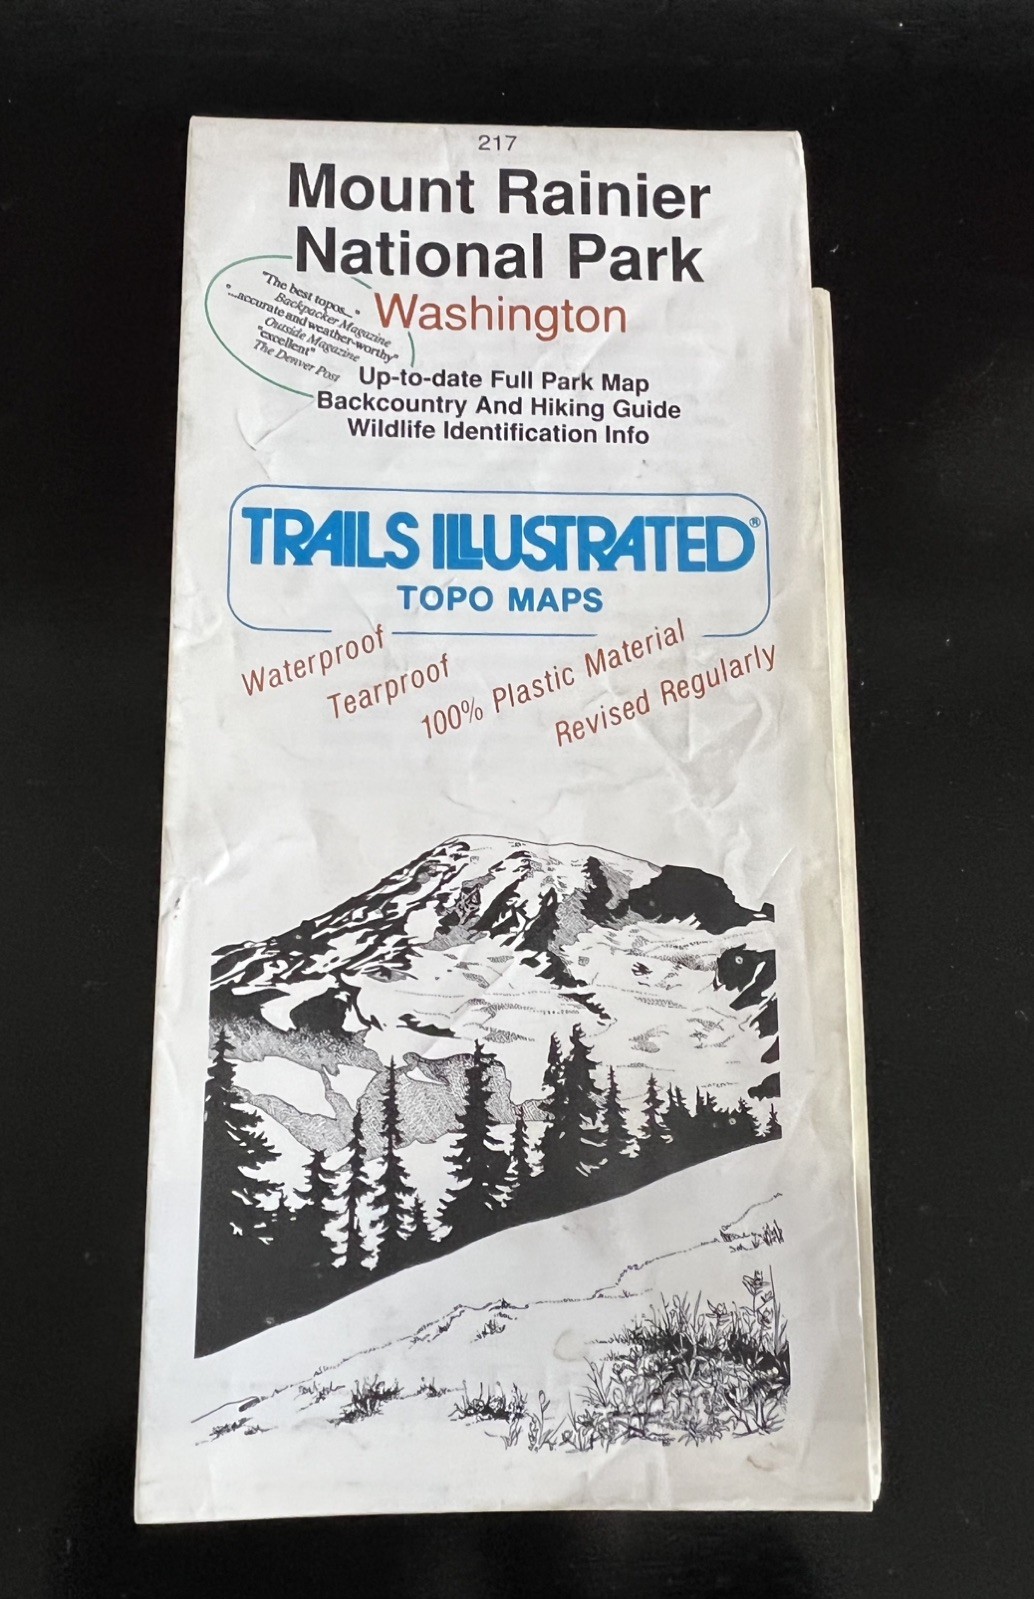 217
Mount Rainier
National Park
Washington
"The best topos..."
Backpacker Magazine
"...accurate and weather-worthy"
Outside Magazine
"excellent"
The Denver Post
Up-to-date Full Park Map
Backcountry And Hiking Guide
Wildlife Identification Info
TRAILS ILLUSTRATED®
TOPO MAPS
Waterproof
Tearproof
100% Plastic Material
Revised Regularly